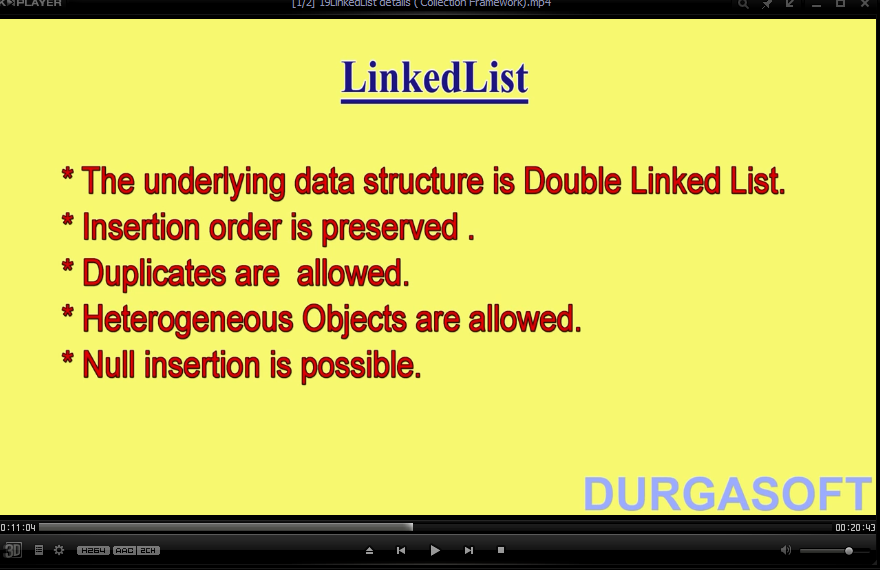 KMPLAYER
[1/2] 19LinkedList details ( Collection Framework).mp4
LinkedList
* The underlying data structure is Double Linked List.
* Insertion order is preserved .
* Duplicates are  allowed.
* Heterogeneous Objects are allowed.
* Null insertion is possible.
DURGASOFT
0:11:04
00:20:43
3D
H264 AAC 2CH